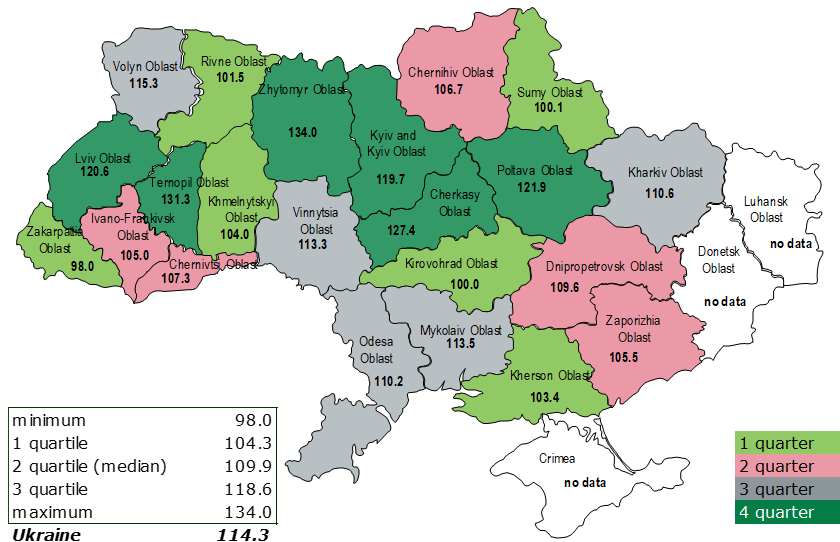 Volyn Oblast
115.3
Rivne Oblast
101.5
Zhytomyr Oblast
134.0
Kyiv and
Kyiv Oblast
119.7
Chernihiv Oblast
106.7
Sumy Oblast
100.1
Lviv Oblast
120.6
Ternopil Oblast
131.3
Khmelnytskyi
Oblast
104.0
Vinnytsia
Oblast
113.3
Cherkasy
Oblast
127.4
Poltava Oblast
121.9
Kharkiv Oblast
110.6
Luhansk
Oblast
no data
Donetsk
Oblast
no data
Zakarpattia
Oblast
98.0
Ivano-Frankivsk
Oblast
105.0
Chernivtsi Oblast
107.3
Kirovohrad Oblast
100.0
Dnipropetrovsk Oblast
109.6
Zaporizhia
Oblast
105.5
Odesa
Oblast
110.2
Mykolaiv Oblast
113.5
Kherson Oblast
103.4
Crimea
no data
minimum 98.0
1 quartile 104.3
2 quartile (median) 109.9
3 quartile 118.6
maximum 134.0
Ukraine 114.3
1 quarter
2 quarter
3 quarter
4 quarter